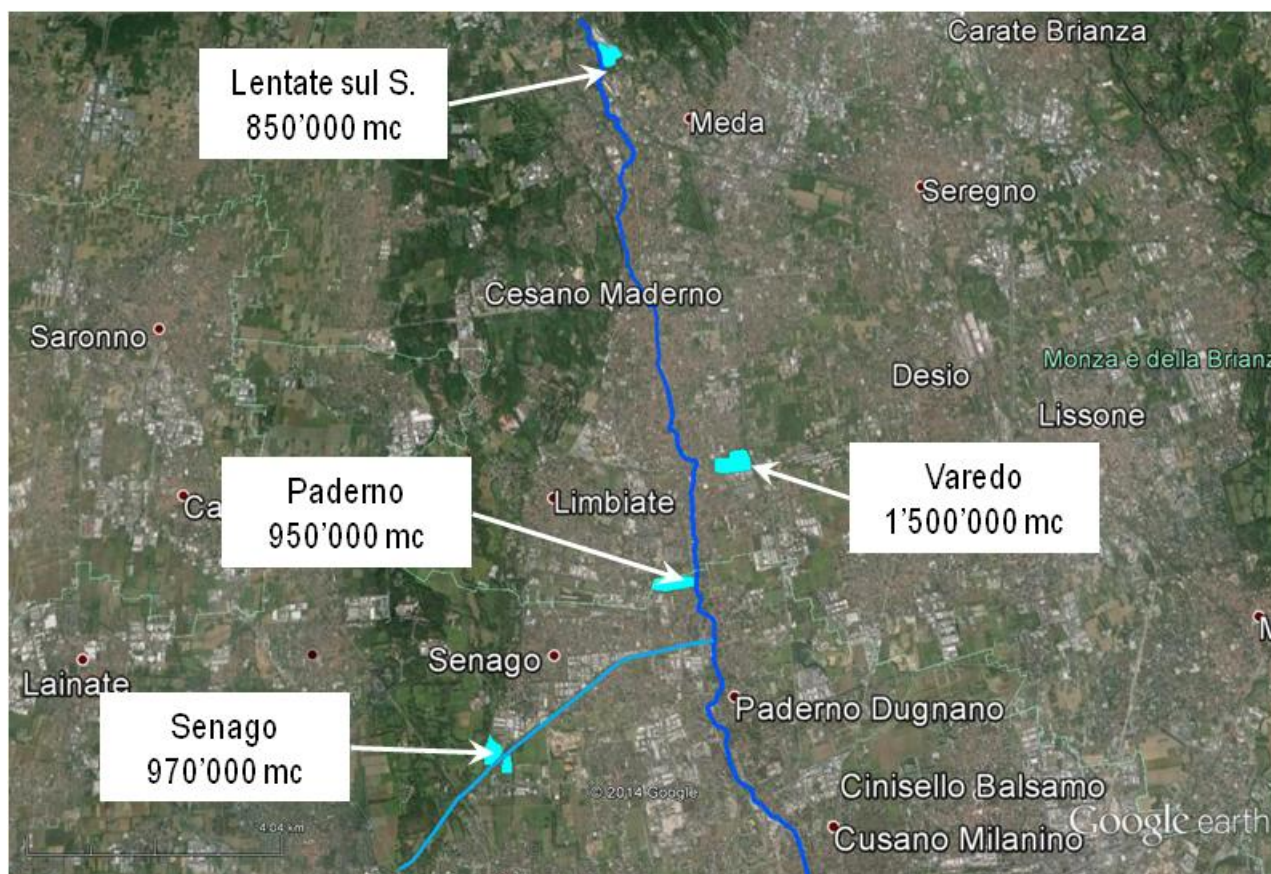 Carate Brianza
Lentate sul S.
850'000 mc
Meda
Seregno
Cesano Maderno
Saronno
Monza e della Brianz
Desio
Lissone
Paderno
950'000 mc
Varedo
1'500'000 mc
Ca
Limbiate
Senago
M
Lainate
Senago
970'000 mc
Paderno Dugnano
© 2014 Google
Cinisello Balsamo
4.04 km
Cusano Milanino
Google earth